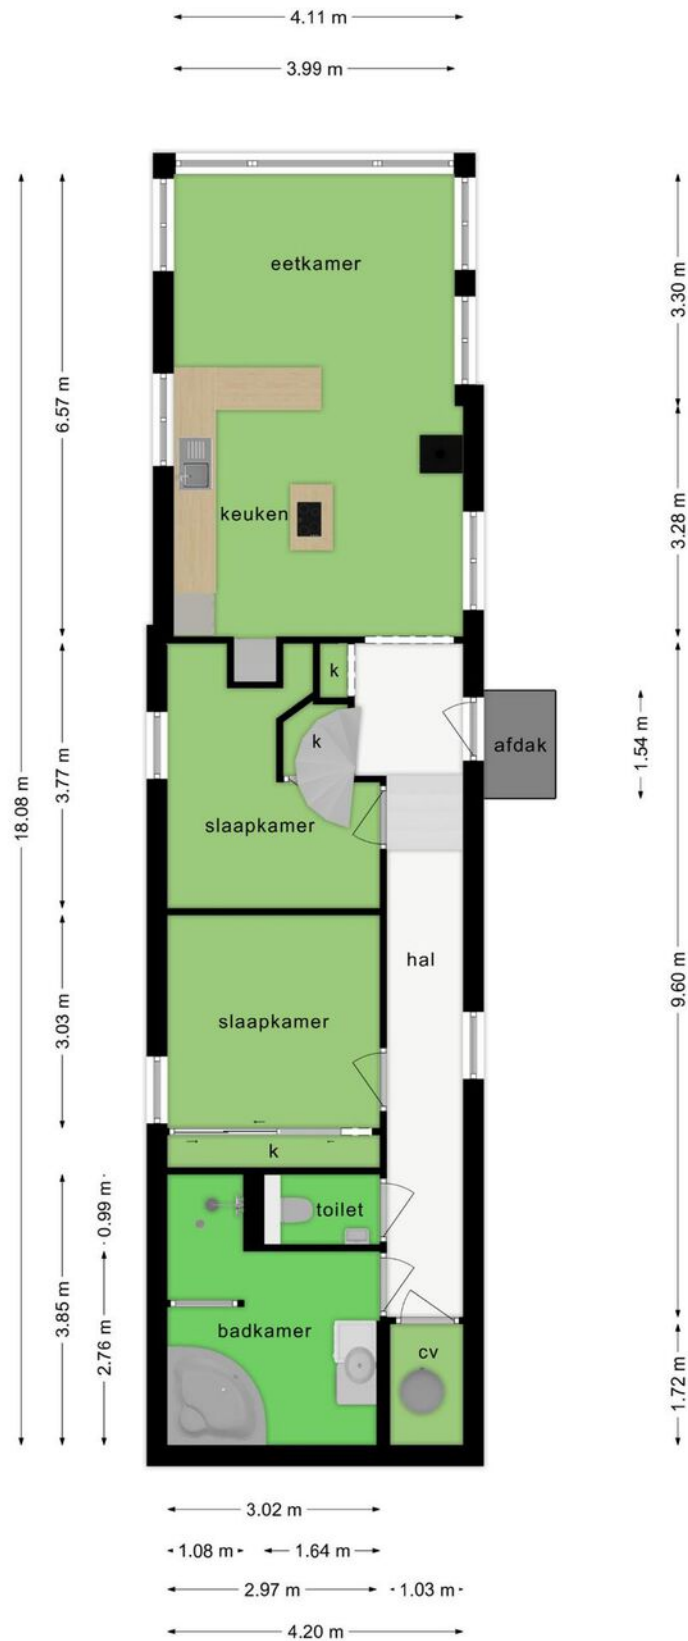 4.11 m
3.99 m
eetkamer
3.30 m
6.57 m
keuken
3.28 m
k
k
afdak
1.54 m
3.77 m
18.08 m
slaapkamer
hal
9.60 m
3.03 m
slaapkamer
k
0.99 m
toilet
3.85 m
badkamer
2.76 m
cv
1.72 m
3.02 m
1.08 m
1.64 m
2.97 m
1.03 m
4.20 m